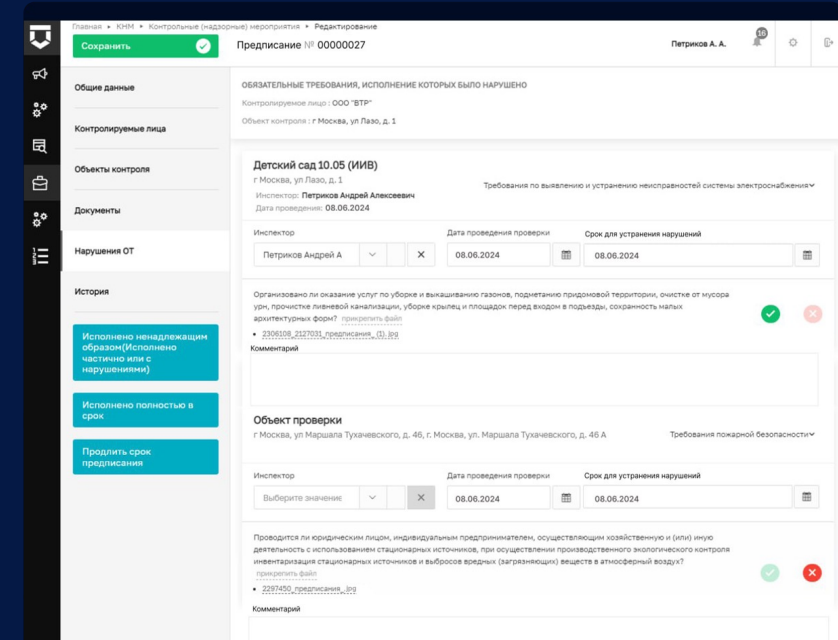 Главная • КНМ • Контрольные (надзорные) мероприятия • Редактирование
Сохранить
Предписание № 00000027
Петриков А. А.
16
Общие данные
Контролируемые лица
Объекты контроля
Документы
Нарушения ОТ
История
Исполнено ненадлежащим
образом(Исполнено
частично или с
нарушениями)
Исполнено полностью в
срок
Продлить срок
предписания
ОБЯЗАТЕЛЬНЫЕ ТРЕБОВАНИЯ, ИСПОЛНЕНИЕ КОТОРЫХ БЫЛО НАРУШЕНО
Контролируемое лицо : ООО "ВТР"
Объект контроля : г Москва, ул Лазо, д. 1
Детский сад 10.05 (ИИВ)
г Москва, ул Лазо, д. 1
Инспектор: Петриков Андрей Алексеевич
Дата проведения: 08.06.2024
Требования по выявлению и устранению неисправностей системы электроснабжения
Инспектор Дата проведения проверки Срок для устранения нарушений
Петриков Андрей А 08.06.2024 08.06.2024
Организовано ли оказание услуг по уборке и выкашиванию газонов, подметанию придомовой территории, очистке от мусора
урн, прочистке ливневой канализации, уборке крылец и площадок перед входом в подъезды, сохранность малых
архитектурных форм? прикрепить файл
• 2306108_2127031_предписания_ (1).jpg
Комментарий
Объект проверки
г Москва, ул Маршала Тухачевского, д. 46, г. Москва, ул. Маршала Тухачевского, д. 46 А
Требования пожарной безопасности
Инспектор Дата проведения проверки Срок для устранения нарушений
Выберите значение 08.06.2024 08.06.2024
Проводится ли юридическим лицом, индивидуальным предпринимателем, осуществляющим хозяйственную и (или) иную
деятельность с использованием стационарных источников, при осуществлении производственного экологического контроля
инвентаризация стационарных источников и выбросов вредных (загрязняющих) веществ в атмосферный воздух?
прикрепить файл
• 2297450_предписания_.jpg
Комментарий